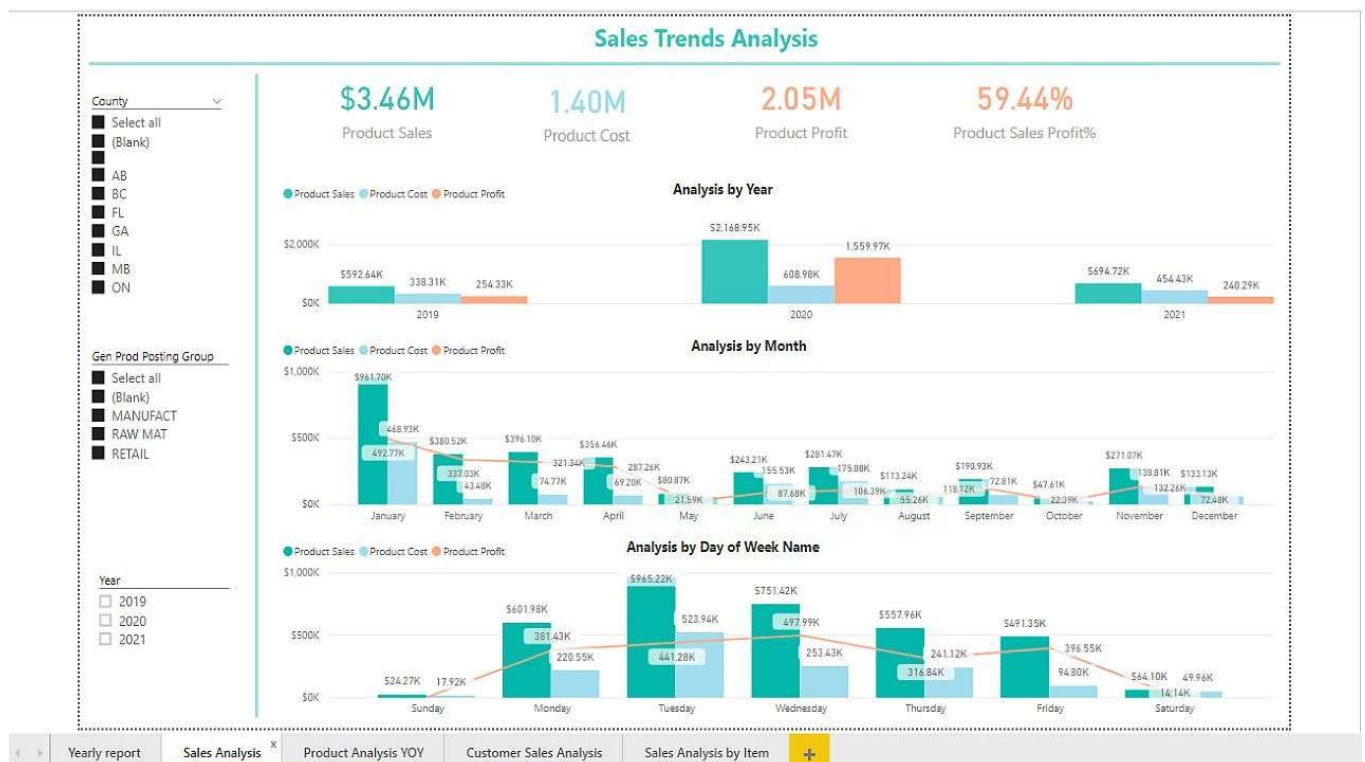 Sales Trends Analysis
County
Select all
(Blank)
AB
BC
FL
GA
IL
MB
ON
Gen Prod Posting Group
Select all
(Blank)
MANUFACT
RAW MAT
RETAIL
Year
2019
2020
2021
$3.46M 1.40M 2.05M 59.44%
Product Sales Product Cost Product Profit Product Sales Profit%
Analysis by Year
Product Sales Product Cost Product Profit
$2,000K
$0K
$592.64K 338.31K 254.33K
$2,168.95K 608.98K 1,559.97K
$694.72K 454.43K 240.29K
2019 2020 2021
Analysis by Month
Product Sales Product Cost Product Profit
$1,000K
$500K
$0K
$961.70K 468.93K 492.77K
$380.52K 337.03K 43.48K
$396.10K 321.34K 74.77K
$356.46K 287.26K 69.20K
$80.87K 21.59K
$243.21K 155.53K 87.68K
$281.47K 175.08K 106.39K
$113.24K 55.26K
$190.93K 118.12K 72.81K
$47.61K 22.39K
$271.07K 138.81K 132.26K
$133.13K 72.48K
January February March April May June July August September October November December
Analysis by Day of Week Name
Product Sales Product Cost Product Profit
$1,000K
$500K
$0K
$24.27K 17.92K
$601.98K 381.43K 220.55K
$965.22K 523.94K 441.28K
$751.42K 497.99K 253.43K
$557.96K 316.84K 241.12K
$491.35K 396.55K 94.80K
$64.10K 14.14K 49.96K
Sunday Monday Tuesday Wednesday Thursday Friday Saturday
Yearly report Sales Analysis x Product Analysis YOY Customer Sales Analysis Sales Analysis by Item +